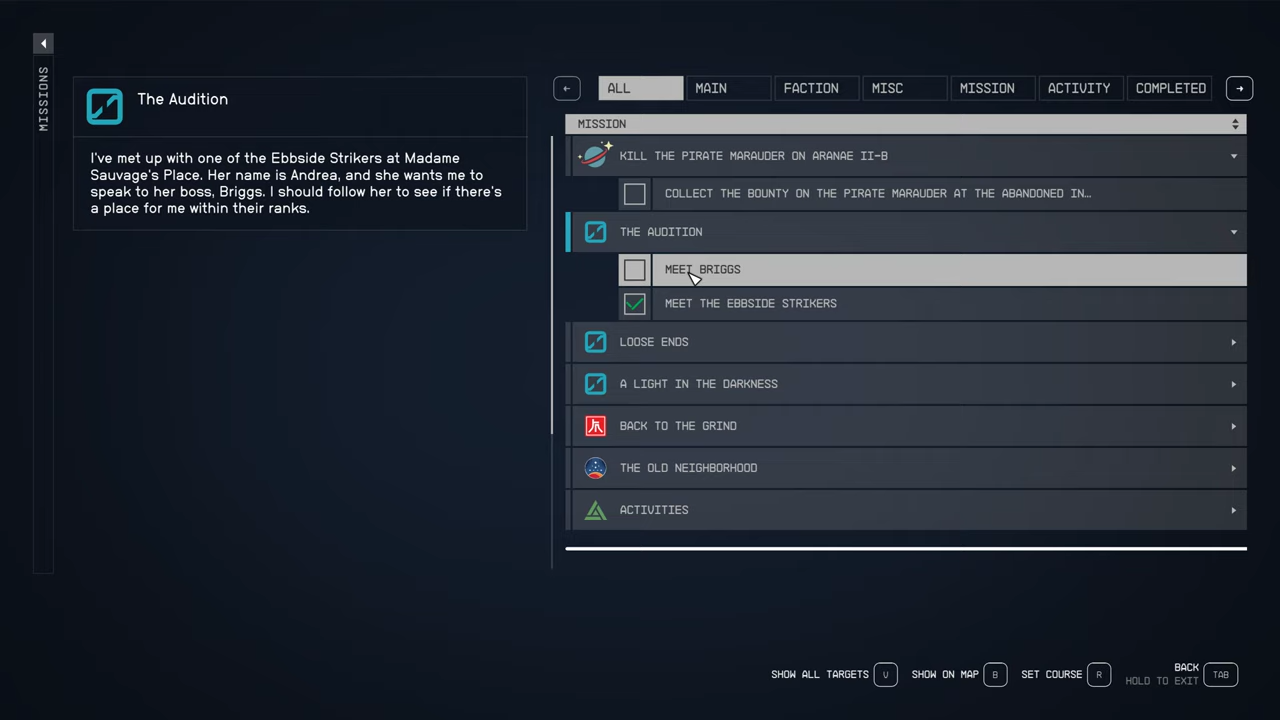 MISSIONS
The Audition
I've met up with one of the Ebbside Strikers at Madame
Sauvage's Place. Her name is Andrea, and she wants me to
speak to her boss, Briggs. I should follow her to see if there's
a place for me within their ranks.
ALL MAIN FACTION MISC MISSION ACTIVITY COMPLETED
MISSION
KILL THE PIRATE MARAUDER ON ARANAE II-B
COLLECT THE BOUNTY ON THE PIRATE MARAUDER AT THE ABANDONED IN…
THE AUDITION
MEET BRIGGS
MEET THE EBBSIDE STRIKERS
LOOSE ENDS
A LIGHT IN THE DARKNESS
BACK TO THE GRIND
THE OLD NEIGHBORHOOD
ACTIVITIES
SHOW ALL TARGETS V SHOW ON MAP B SET COURSE R BACK TAB
HOLD TO EXIT